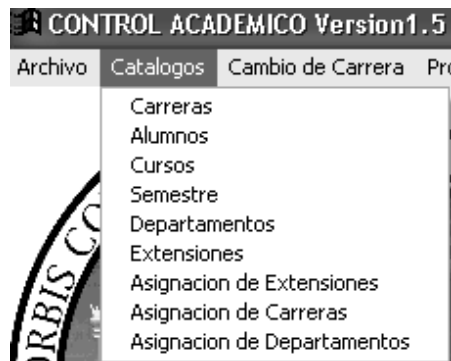 CONTROL ACADEMICO Version1.5
Archivo Catalogos Cambio de Carrera
Carreras
Alumnos
Cursos
Semestre
Departamentos
Extensiones
Asignacion de Extensiones
Asignacion de Carreras
Asignacion de Departamentos
ORBIS